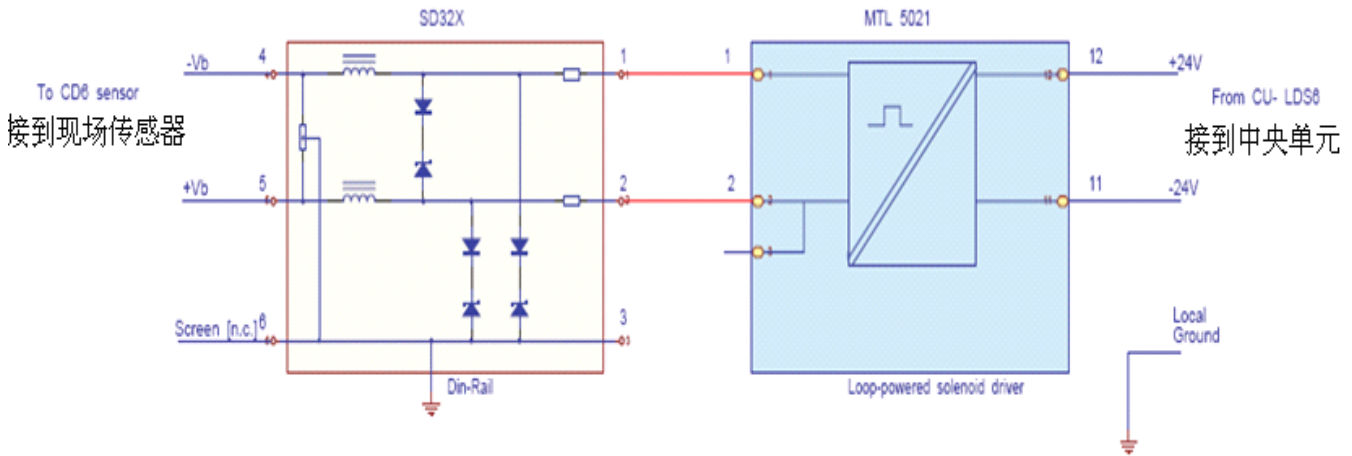 SD32X
MTL 5021
-Vb
4
1
1
12
+24V
To CD6 sensor
接到现场传感器
From CU- LDS6
接到中央单元
+Vb
5
2
2
11
-24V
Screen [n.c.]
6
3
Local
Ground
Din-Rail
Loop-powered solenoid driver